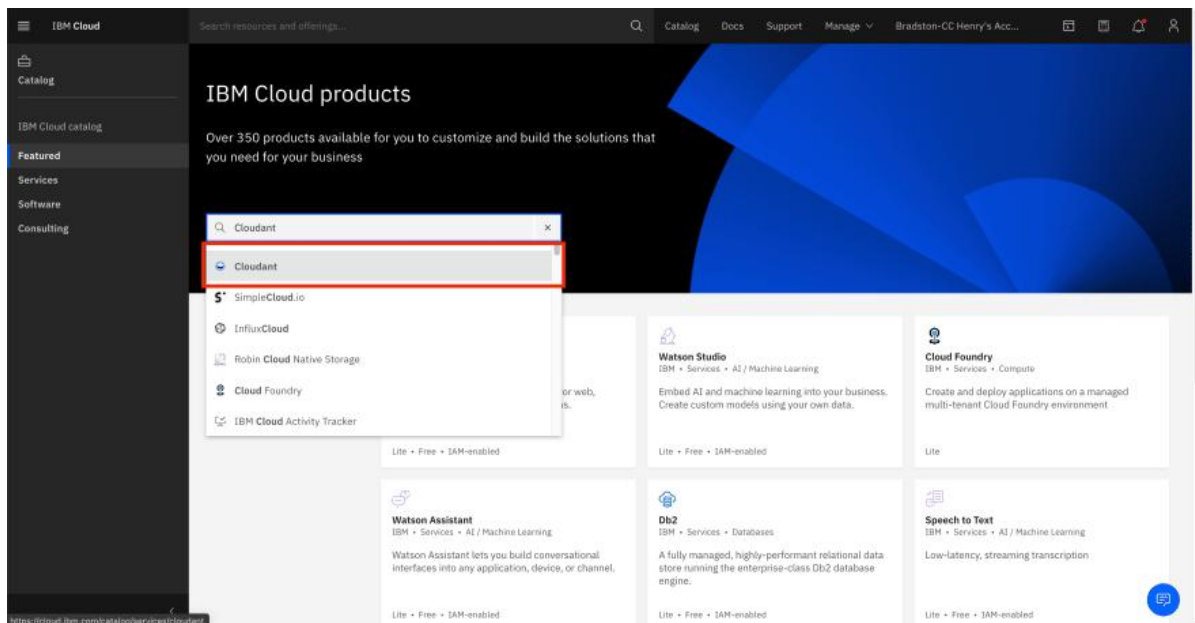 IBM Cloud
Search resources and offerings...
Catalog
Docs
Support
Manage
Bradston-CC Henry's Acc...
Catalog
IBM Cloud catalog
Featured
Services
Software
Consulting
IBM Cloud products
Over 350 products available for you to customize and build the solutions that
you need for your business
Cloudant
Cloudant
SimpleCloud.io
InfluxCloud
Robin Cloud Native Storage
Cloud Foundry
IBM Cloud Activity Tracker
or web,
Lite • Free • IAM-enabled
Watson Studio
IBM • Services • AI / Machine Learning
Embed AI and machine learning into your business.
Create custom models using your own data.
Lite • Free • IAM-enabled
Cloud Foundry
IBM • Services • Compute
Create and deploy applications on a managed
multi-tenant Cloud Foundry environment
Lite
Watson Assistant
IBM • Services • AI / Machine Learning
Watson Assistant lets you build conversational
interfaces into any application, device, or channel.
Lite • Free • IAM-enabled
Db2
IBM • Services • Databases
A fully managed, highly-performant relational data
store running the enterprise-class Db2 database
engine.
Lite • Free • IAM-enabled
Speech to Text
IBM • Services • AI / Machine Learning
Low-latency, streaming transcription
Lite • Free • IAM-enabled
https://cloud.ibm.com/catalog/services/cloudant